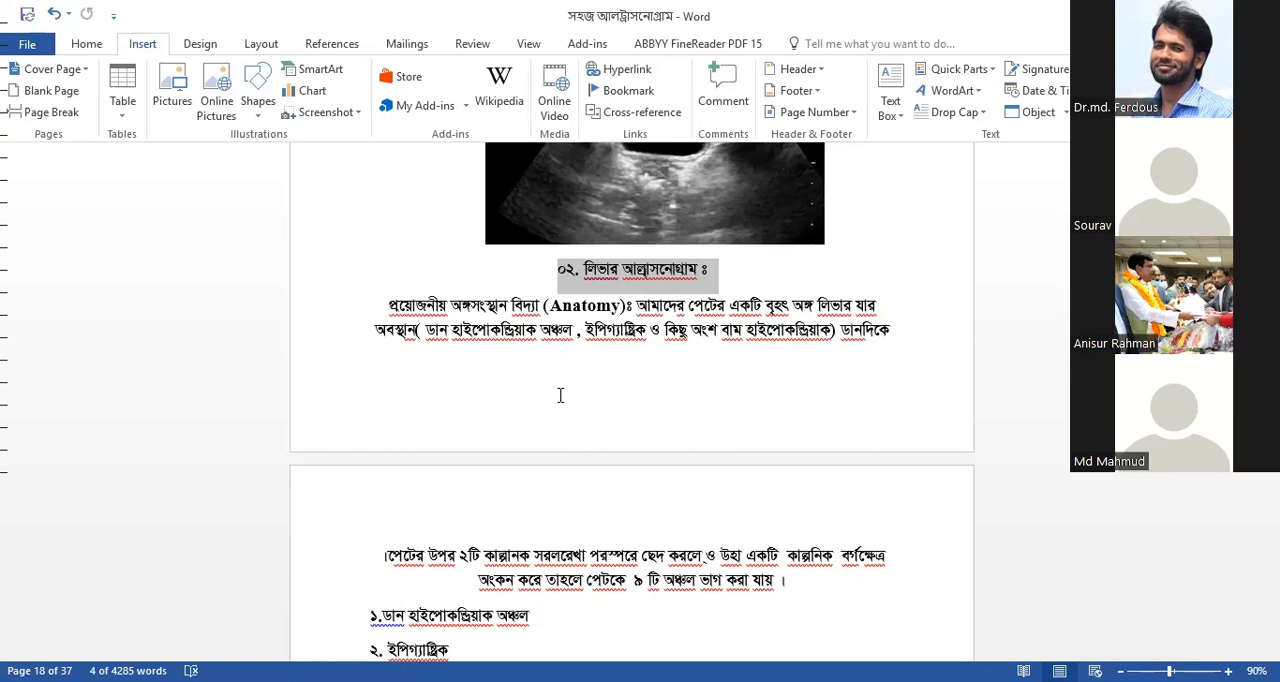 সহজ আলট্রাসনোগ্রাম - Word
File Home Insert Design Layout References Mailings Review View Add-ins ABBYY FineReader PDF 15 Tell me what you want to do...
Cover Page
Blank Page
Page Break
Pages
Table
Tables
Pictures
Online Pictures
Shapes
SmartArt
Chart
Screenshot
Illustrations
Store
My Add-ins
Wikipedia
Add-ins
Online Video
Media
Hyperlink
Bookmark
Cross-reference
Links
Comment
Comments
Header
Footer
Page Number
Header & Footer
Text Box
Quick Parts
WordArt
Drop Cap
Signature
Date & Ti
Object
Text
০২. লিভার আল্ট্রাসনোগ্রাম ঃ
প্রয়োজনীয় অঙ্গসংস্থান বিদ্যা (Anatomy)ঃ আমাদের পেটের একটি বৃহৎ অঙ্গ লিভার যার
অবস্থান( ডান হাইপোকন্ড্রিয়াক অঞ্চল , ইপিগ্যাষ্ট্রিক ও কিছু অংশ বাম হাইপোকন্ড্রিয়াক) ডানদিকে
।পেটের উপর ২টি কাল্পনিক সরলরেখা পরস্পরে ছেদ করলে ও উহা একটি কাল্পনিক বর্গক্ষেত্র
অংকন করে তাহলে পেটকে ৯ টি অঞ্চল ভাগ করা যায় ।
১.ডান হাইপোকন্ড্রিয়াক অঞ্চল
২. ইপিগ্যাষ্ট্রিক
Dr.md. Ferdous
Sourav
Anisur Rahman
Md Mahmud
Page 18 of 37 4 of 4285 words
90%